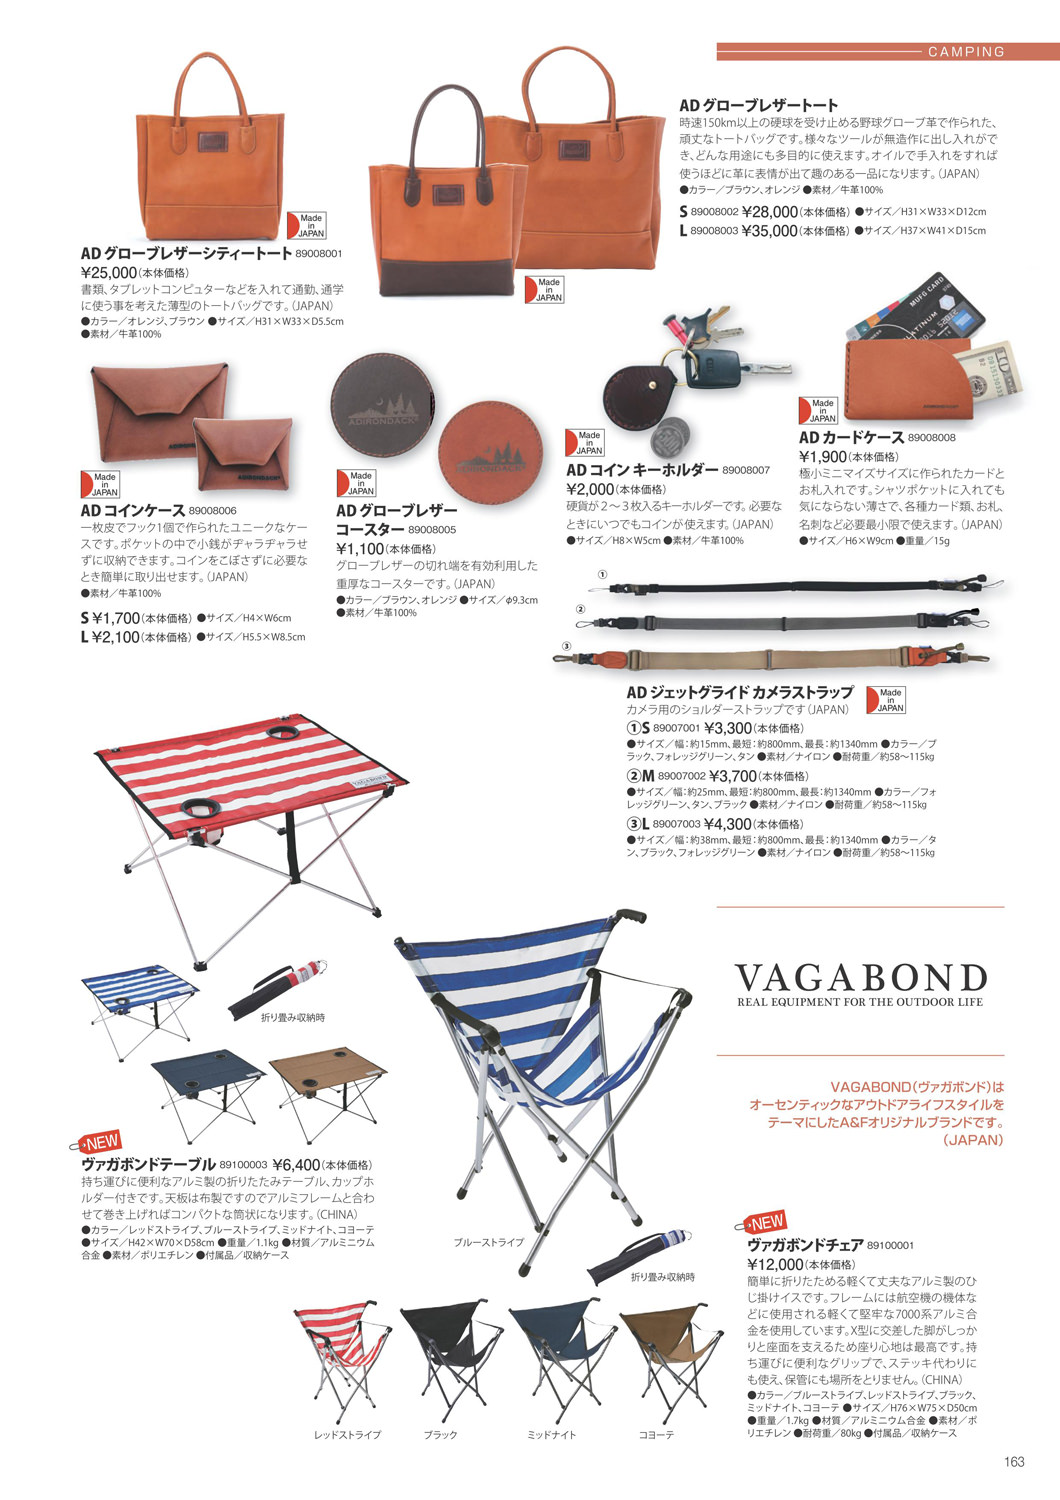 CAMPING
AD グローブレザートート
時速150km以上の硬球を受け止める野球グローブ革で作られた、
頑丈なトートバッグです。様々なツールが無造作に出し入れがで
き、どんな用途にも多目的に使えます。オイルで手入れをすれば
使うほどに革に表情が出て趣のある一品になります。（JAPAN）
●カラー／ブラウン、オレンジ ●素材／牛革100%
S 89008002 ¥28,000（本体価格） ●サイズ／H31×W33×D12cm
L 89008003 ¥35,000（本体価格） ●サイズ／H37×W41×D15cm
Made
in
JAPAN
AD グローブレザーシティートート 89008001
¥25,000（本体価格）
書類、タブレットコンピュターなどを入れて通勤、通学
に使う事を考えた薄型のトートバッグです。（JAPAN）
●カラー／オレンジ、ブラウン ●サイズ／H31×W33×D5.5cm
●素材／牛革100%
Made
in
JAPAN
ADIRONDACK
ADIRONDACK
Made
in
JAPAN
AD コインケース 89008006
一枚皮でフック1個で作られたユニークなケー
スです。ポケットの中で小銭がヂャラヂャラせ
ずに収納できます。コインをこぼさずに必要な
とき簡単に取り出せます。（JAPAN）
●素材／牛革100%
S ¥1,700（本体価格） ●サイズ／H4×W6cm
L ¥2,100（本体価格） ●サイズ／H5.5×W8.5cm
ADIRONDACK
ADIRONDACK
Made
in
JAPAN
AD グローブレザー
コースター 89008005
¥1,100（本体価格）
グローブレザーの切れ端を有効利用した
重厚なコースターです。（JAPAN）
●カラー／ブラウン、オレンジ ●サイズ／φ9.3cm
●素材／牛革100%
Made
in
JAPAN
AD コイン キーホルダー 89008007
¥2,000（本体価格）
硬貨が２～３枚入るキーホルダーです。必要な
ときにいつでもコインが使えます。（JAPAN）
●サイズ／H8×W5cm ●素材／牛革100%
MUFG CARD
PLATINUM
Made
in
JAPAN
AD カードケース 89008008
¥1,900（本体価格）
極小ミニマイズサイズに作られたカードと
お札入れです。シャツポケットに入れても
気にならない薄さで、各種カード類、お札、
名刺など必要最小限で使えます。（JAPAN）
●サイズ／H6×W9cm ●重量／15g
①
②
③
AD ジェットグライド カメラストラップ
Made
in
JAPAN
カメラ用のショルダーストラップです（JAPAN）
①S 89007001 ¥3,300（本体価格）
●サイズ／幅：約15mm、最短：約800mm、最長：約1340mm ●カラー／ブ
ラック、フォレッジグリーン、タン ●素材／ナイロン ●耐荷重／約58～115kg
②M 89007002 ¥3,700（本体価格）
●サイズ／幅：約25mm、最短：約800mm、最長：約1340mm ●カラー／フォ
レッジグリーン、タン、ブラック ●素材／ナイロン ●耐荷重／約58～115kg
③L 89007003 ¥4,300（本体価格）
●サイズ／幅：約38mm、最短：約800mm、最長：約1340mm ●カラー／タ
ン、ブラック、フォレッジグリーン ●素材／ナイロン ●耐荷重／約58～115kg
VAGABOND
VAGABOND
REAL EQUIPMENT FOR THE OUTDOOR LIFE
VAGABOND（ヴァガボンド）は
オーセンティックなアウトドアライフスタイルを
テーマにしたA&Fオリジナルブランドです。
（JAPAN）
折り畳み収納時
NEW
ヴァガボンドテーブル 89100003 ¥6,400（本体価格）
持ち運びに便利なアルミ製の折りたたみテーブル、カップホ
ルダー付きです。天板は布製ですのでアルミフレームと合わ
せて巻き上げればコンパクトな筒状になります。（CHINA）
●カラー／レッドストライプ、ブルーストライプ、ミッドナイト、コヨーテ
●サイズ／H42×W70×D58cm ●重量／1.1kg ●材質／アルミニウム
合金 ●素材／ポリエチレン ●付属品／収納ケース
ブルーストライプ
折り畳み収納時
レッドストライプ
ブラック
ミッドナイト
コヨーテ
NEW
ヴァガボンドチェア 89100001
¥12,000（本体価格）
簡単に折りたためる軽くて丈夫なアルミ製のひ
じ掛けイスです。フレームには航空機の機体な
どに使用される軽くて堅牢な7000系アルミ合
金を使用しています。X型に交差した脚がしっか
りと座面を支えるため座り心地は最高です。持
ち運びに便利なグリップで、ステッキ代わりに
も使え、保管にも場所をとりません。（CHINA）
●カラー／ブルーストライプ、レッドストライプ、ブラック、
ミッドナイト、コヨーテ ●サイズ／H76×W75×D50cm
●重量／1.7kg ●材質／アルミニウム合金 ●素材／ポ
リエチレン ●耐荷重／80kg ●付属品／収納ケース
163